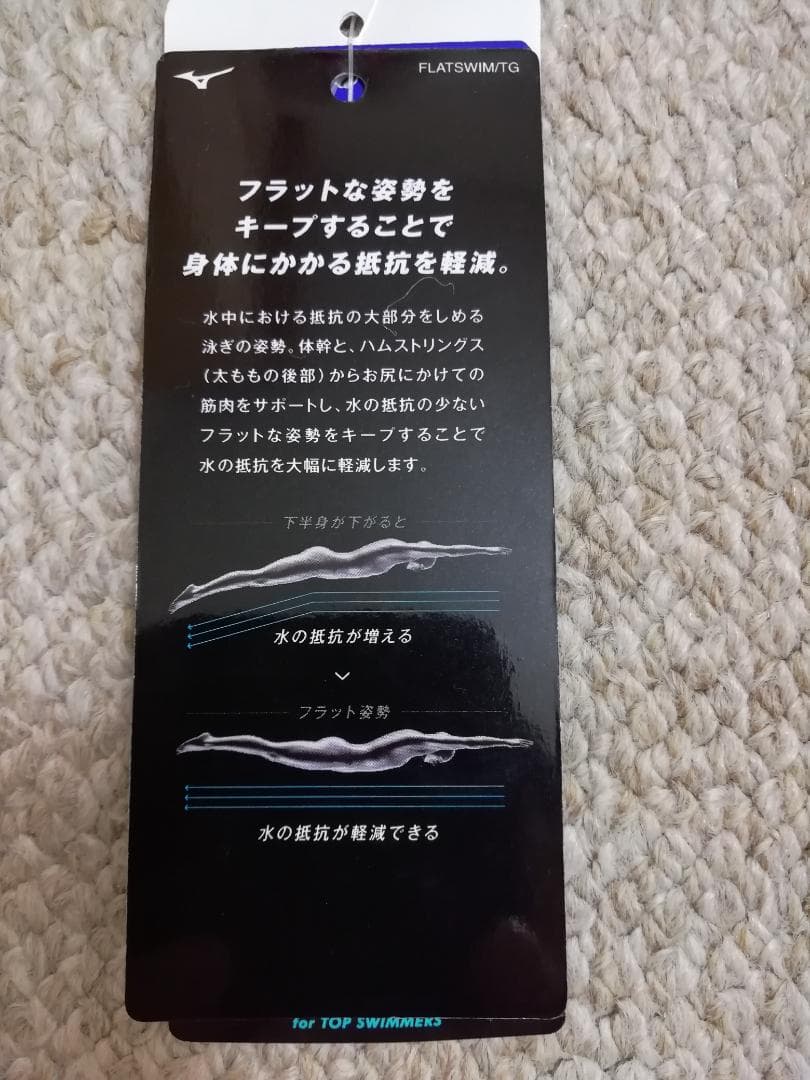 FLATSWIM/TG
フラットな姿勢を
キープすることで
身体にかかる抵抗を軽減。
水中における抵抗の大部分をしめる
泳ぎの姿勢。体幹と、ハムストリングス
(太ももの後部)からお尻にかけての
筋肉をサポートし、水の抵抗の少ない
フラットな姿勢をキープすることで
水の抵抗を大幅に軽減します。
下半身が下がると
水の抵抗が増える
フラット姿勢
水の抵抗が軽減できる
for TOP SWIMMERS